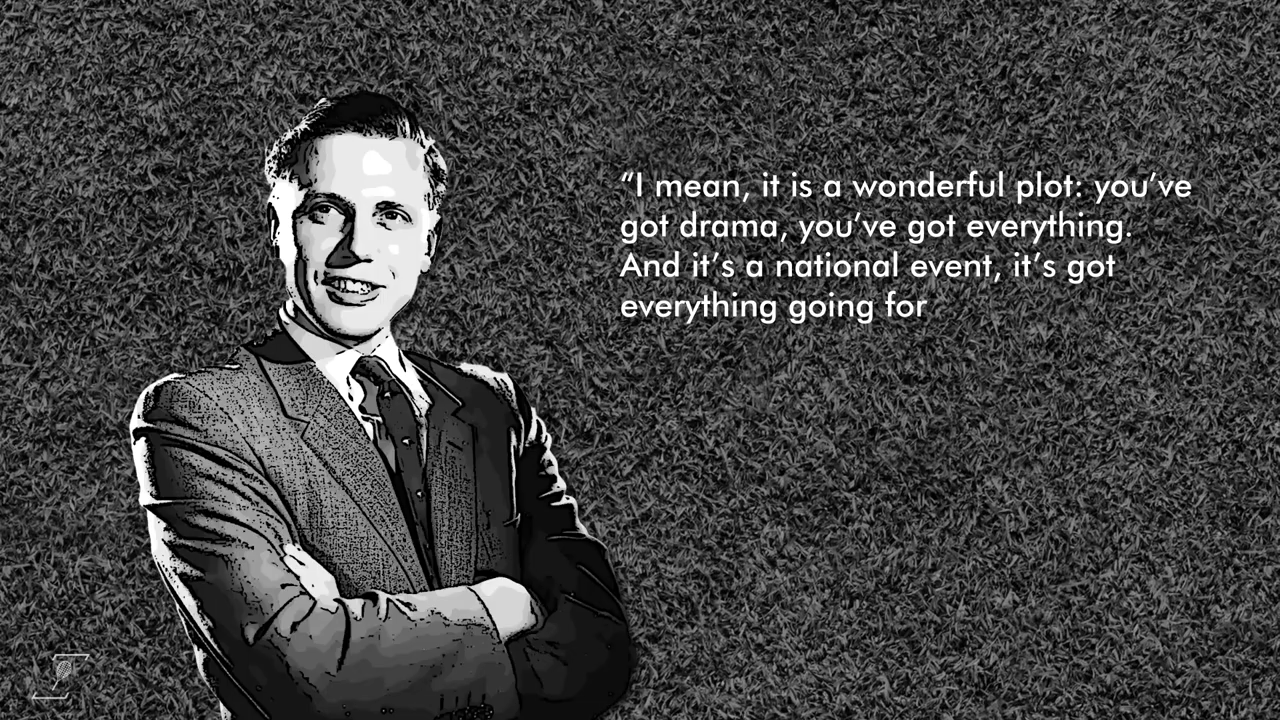 “I mean, it is a wonderful plot: you’ve
got drama, you’ve got everything.
And it’s a national event, it’s got
everything going for